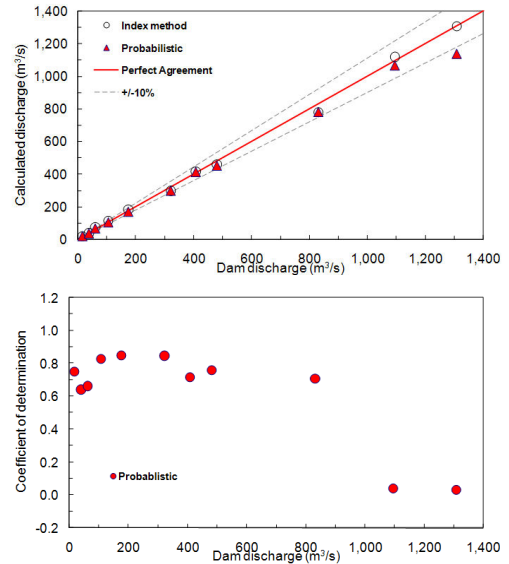 1,400
1,200
1,000
800
600
400
200
0
Calculated discharge (m³/s)
Index method
Probabilistic
Perfect Agreement
+/-10%
0 200 400 600 800 1,000 1,200 1,400
Dam discharge (m³/s)
1.2
1.0
0.8
0.6
0.4
0.2
0.0
-0.2
Coefficient of determination
Probablistic
0 200 400 600 800 1,000 1,200 1,400
Dam discharge (m³/s)